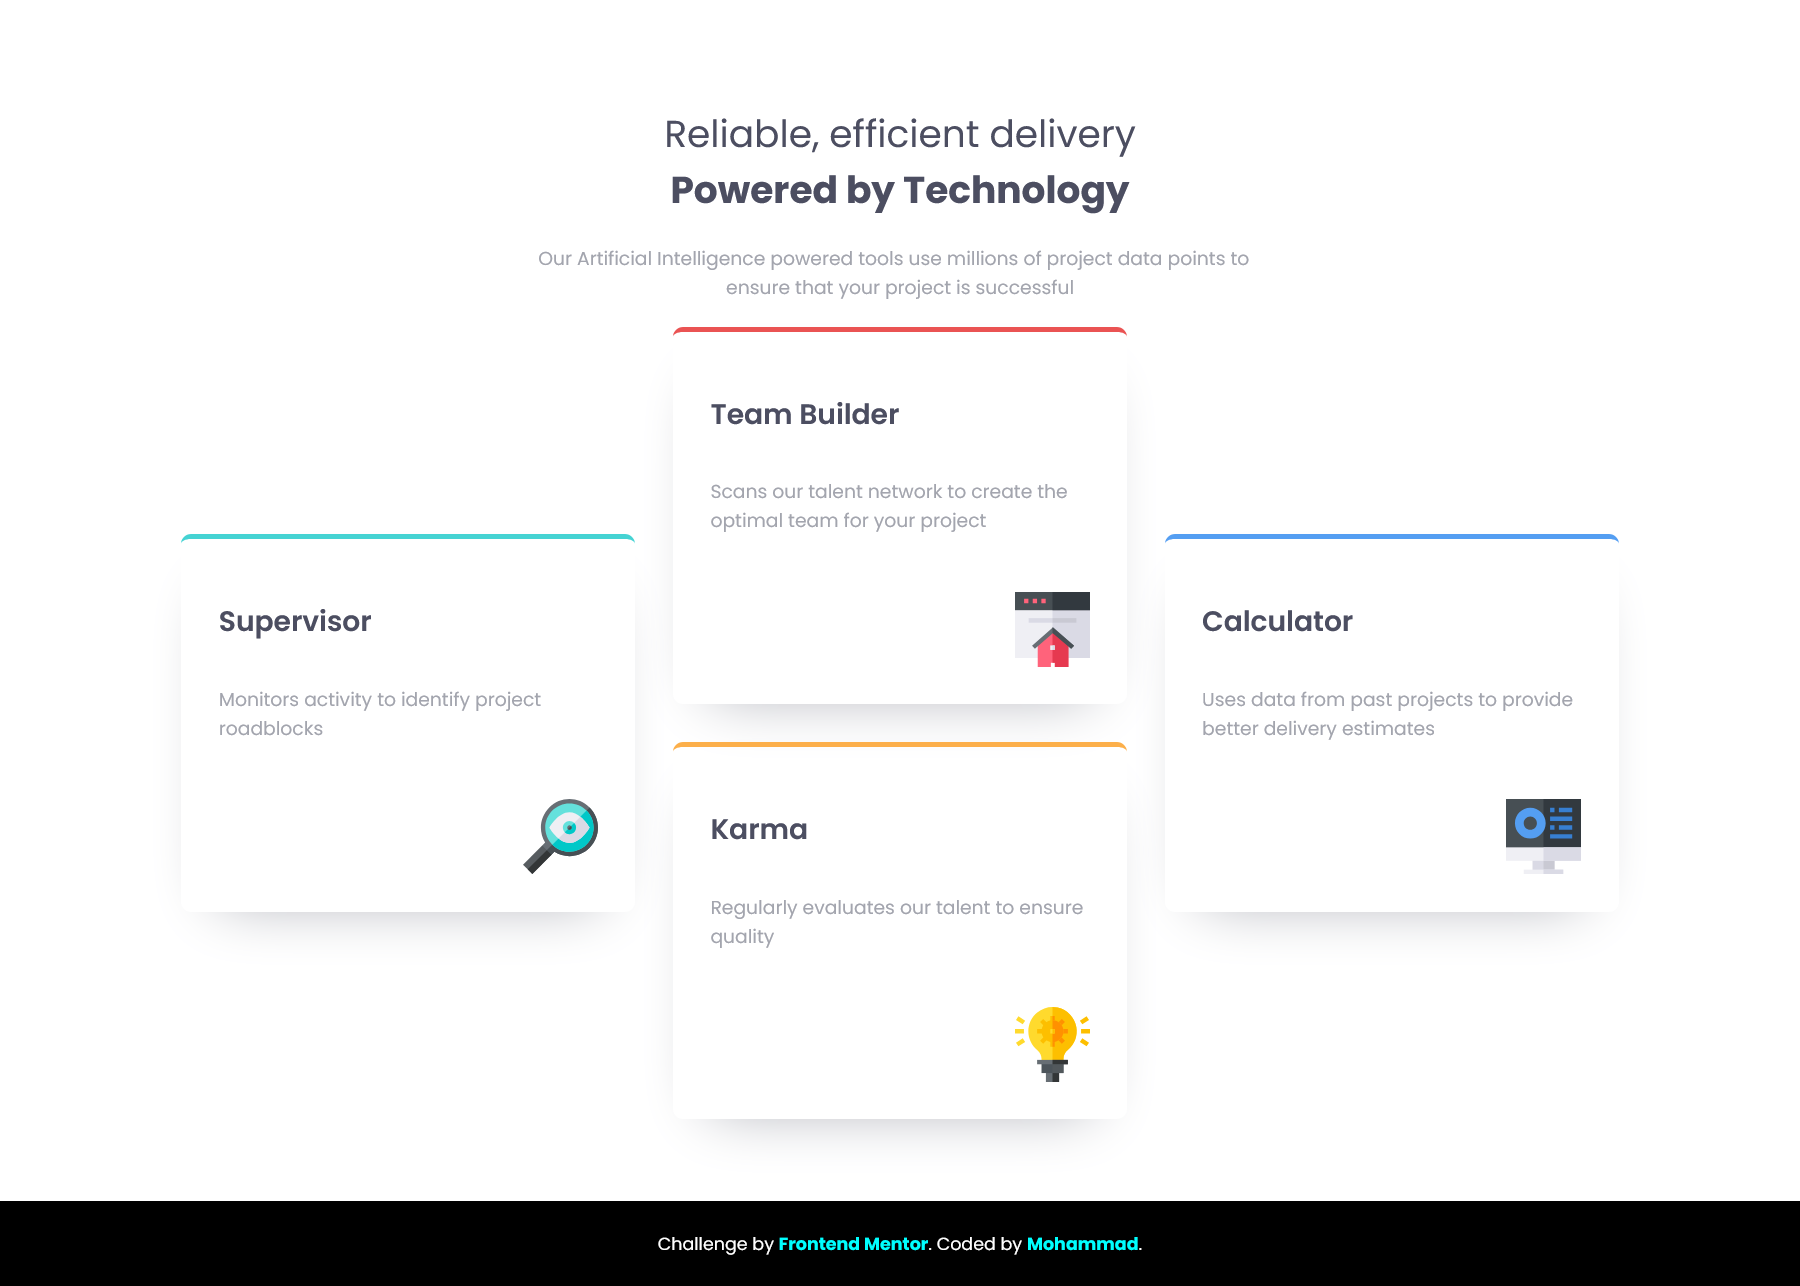 Reliable, efficient delivery
Powered by Technology
Our Artificial Intelligence powered tools use millions of project data points to
ensure that your project is successful
Supervisor
Monitors activity to identify project
roadblocks
Team Builder
Scans our talent network to create the
optimal team for your project
Karma
Regularly evaluates our talent to ensure
quality
Calculator
Uses data from past projects to provide
better delivery estimates
Challenge by Frontend Mentor. Coded by Mohammad.